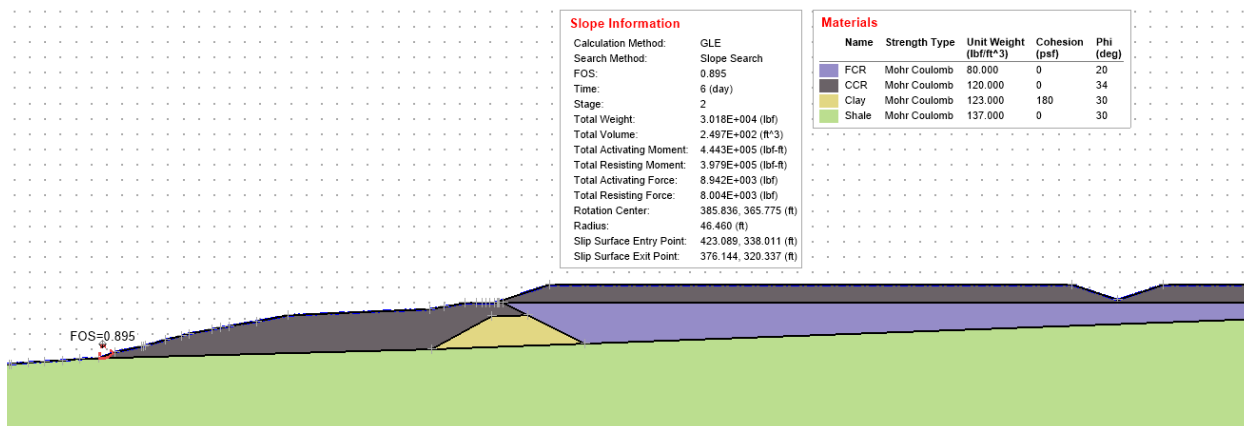 Slope Information
Calculation Method: GLE
Search Method: Slope Search
FOS: 0.895
Time: 6 (day)
Stage: 2
Total Weight: 3.018E+004 (lbf)
Total Volume: 2.497E+002 (ft^3)
Total Activating Moment: 4.443E+005 (lbf-ft)
Total Resisting Moment: 3.979E+005 (lbf-ft)
Total Activating Force: 8.942E+003 (lbf)
Total Resisting Force: 8.004E+003 (lbf)
Rotation Center: 385.836, 365.775 (ft)
Radius: 46.460 (ft)
Slip Surface Entry Point: 423.089, 338.011 (ft)
Slip Surface Exit Point: 376.144, 320.337 (ft)
Materials
Name Strength Type Unit Weight Cohesion Phi
(lbf/ft^3) (psf) (deg)
FCR Mohr Coulomb 80.000 0 20
CCR Mohr Coulomb 120.000 0 34
Clay Mohr Coulomb 123.000 180 30
Shale Mohr Coulomb 137.000 0 30
FOS=0.895